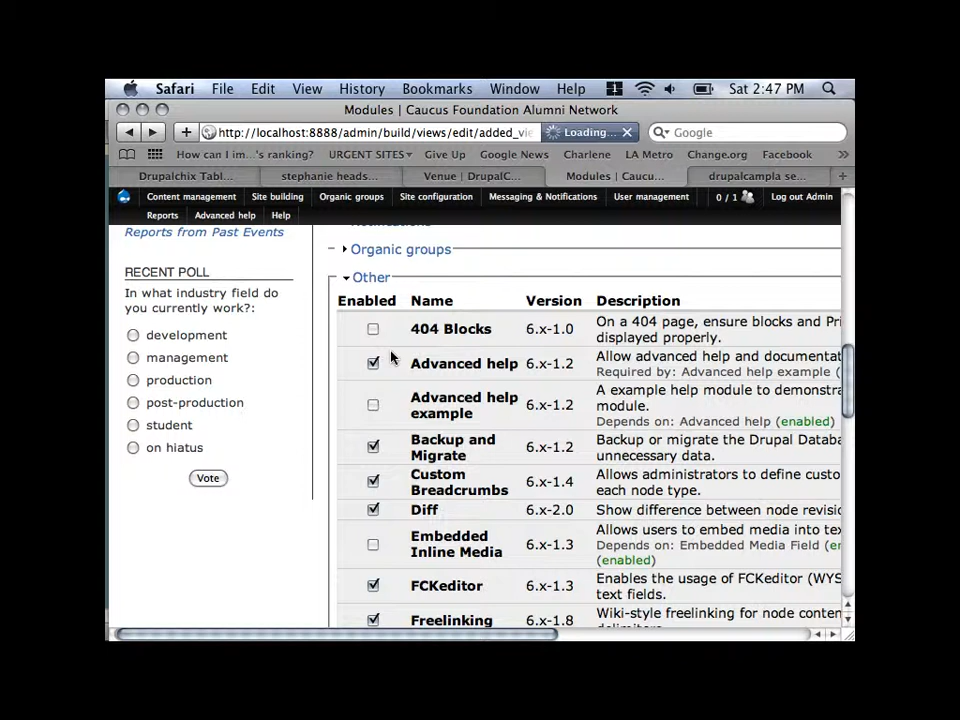 Safari File Edit View History Bookmarks Window Help 1 Sat 2:47 PM
Modules | Caucus Foundation Alumni Network
http://localhost:8888/admin/build/views/edit/added_vi Loading... Google
How can I im...'s ranking? URGENT SITES Give Up Google News Charlene LA Metro Change.org Facebook
Drupalchix Tabl... stephanie heads... Venue | DrupalC... Modules | Caucu... drupalcampla se...
Content management Site building Organic groups Site configuration Messaging & Notifications User management 0 / 1 Log out Admin
Reports Advanced help Help
Reports from Past Events
RECENT POLL
In what industry field do
you currently work?:
development
management
production
post-production
student
on hiatus
Vote
Organic groups
Other
Enabled Name Version Description
404 Blocks 6.x-1.0 On a 404 page, ensure blocks and Pri
displayed properly.
Advanced help 6.x-1.2 Allow advanced help and documentat
Required by: Advanced help example (
Advanced help
example 6.x-1.2 A example help module to demonstra
module.
Depends on: Advanced help (enabled)
Backup and
Migrate 6.x-1.2 Backup or migrate the Drupal Databa
unnecessary data.
Custom
Breadcrumbs 6.x-1.4 Allows administrators to define custo
each node type.
Diff 6.x-2.0 Show difference between node revisio
Embedded
Inline Media 6.x-1.3 Allows users to embed media into tex
Depends on: Embedded Media Field (en
(enabled)
FCKeditor 6.x-1.3 Enables the usage of FCKeditor (WYS
text fields.
Freelinking 6.x-1.8 Wiki-style freelinking for node conten